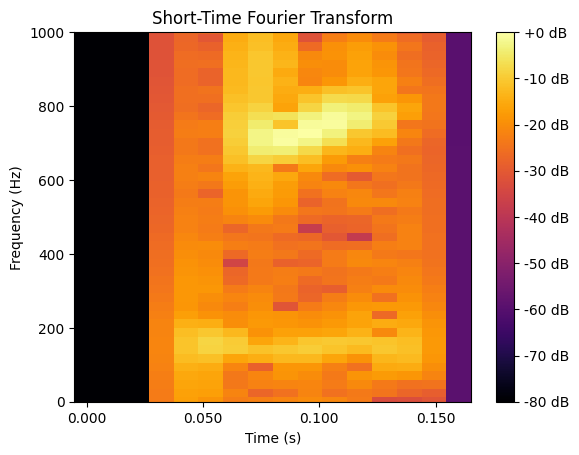 Short-Time Fourier Transform
1000
800
600
400
200
0
Frequency (Hz)
0.000
0.050
0.100
0.150
Time (s)
+0 dB
-10 dB
-20 dB
-30 dB
-40 dB
-50 dB
-60 dB
-70 dB
-80 dB